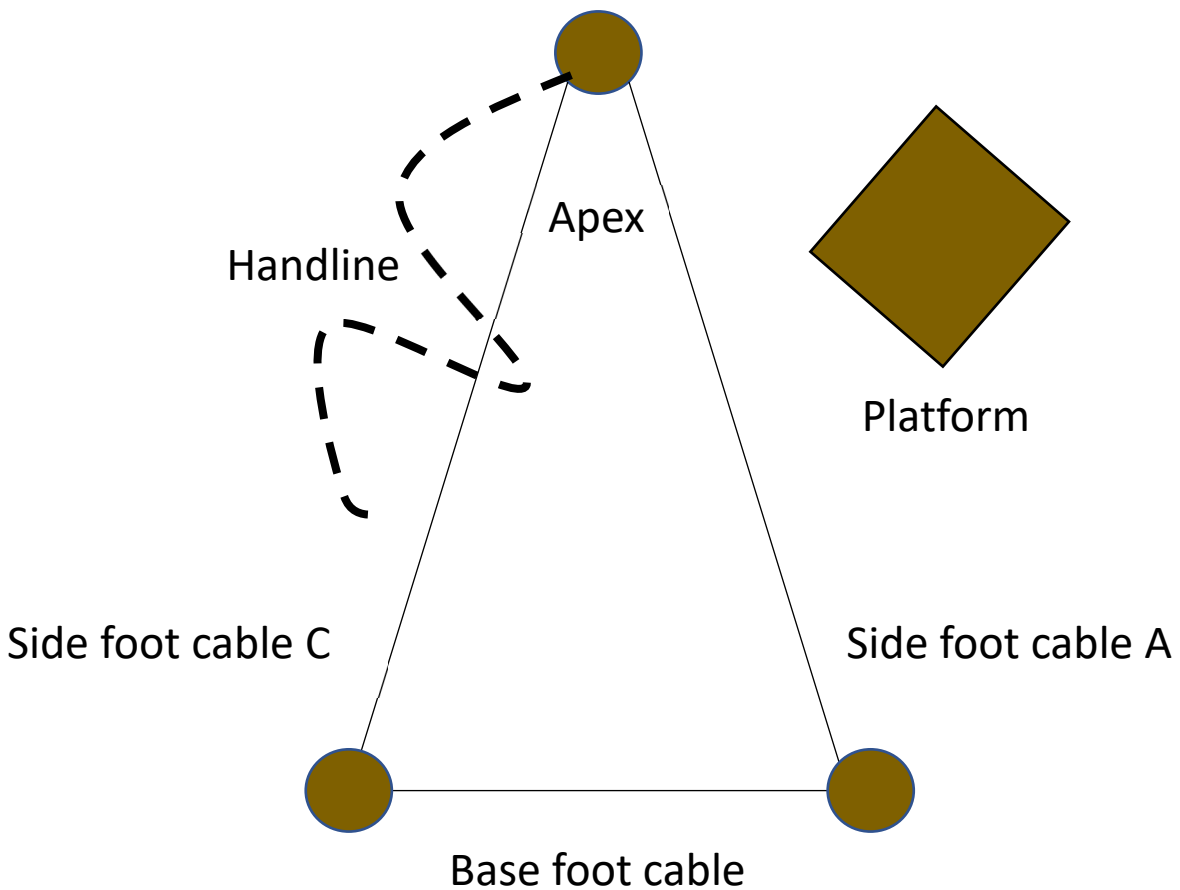 Apex
Handline
Platform
Side foot cable C
Side foot cable A
Base foot cable